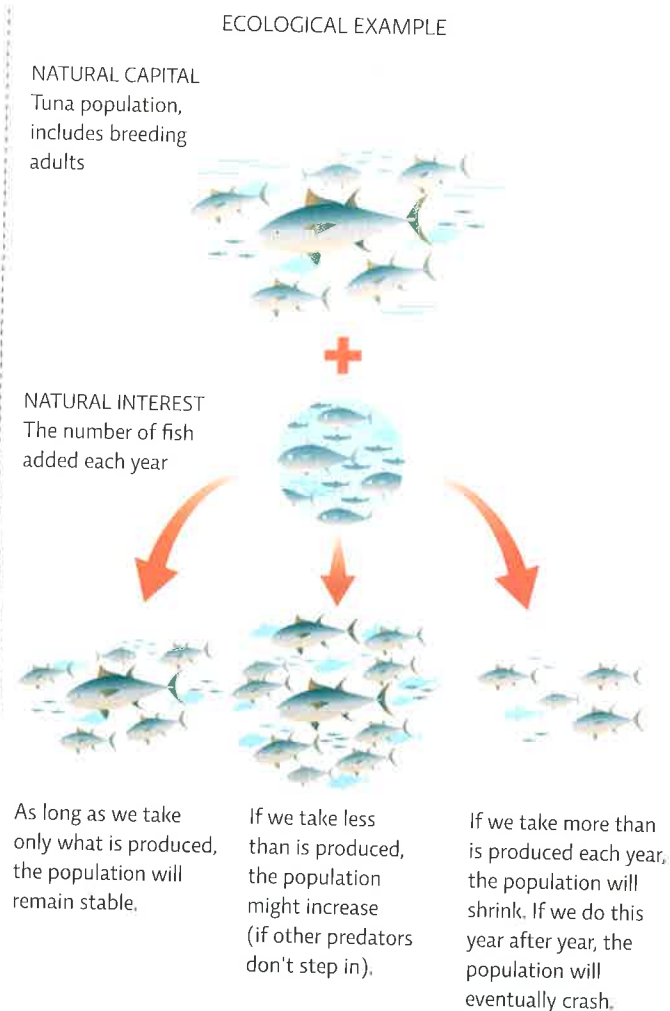 ECOLOGICAL EXAMPLE
NATURAL CAPITAL
Tuna population,
includes breeding
adults
NATURAL INTEREST
The number of fish
added each year
As long as we take
only what is produced,
the population will
remain stable.
If we take less
than is produced,
the population
might increase
(if other predators
don't step in).
If we take more than
is produced each year,
the population will
shrink. If we do this
year after year, the
population will
eventually crash.